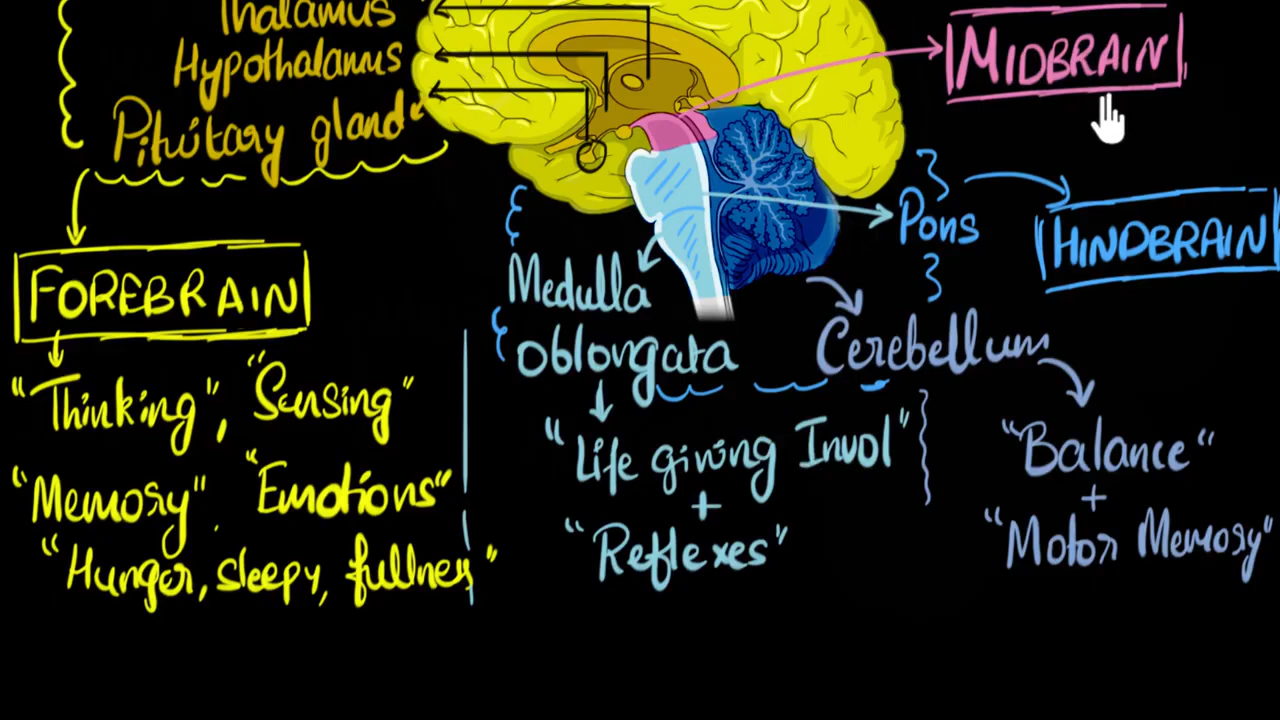 Thalamus
Hypothalamus
Pituitary gland
MIDBRAIN
Pons
HINDBRAIN
FOREBRAIN
Medulla
oblongata
Cerebellum
"Thinking", "Sensing"
"Memory", "Emotions"
"Hunger, sleepy, fullness"
"Life giving Invol"
+
"Reflexes"
"Balance"
+
"Motor Memory"